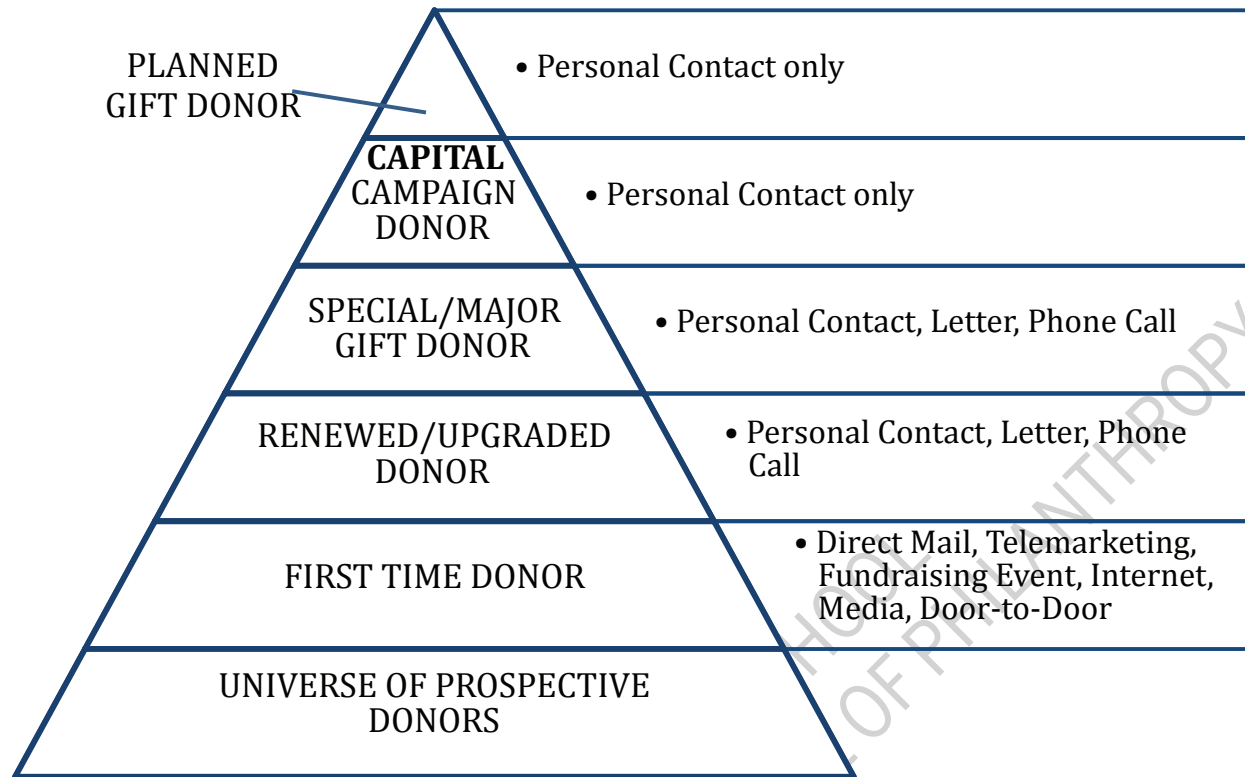 PLANNED
GIFT DONOR
• Personal Contact only
CAPITAL
CAMPAIGN
DONOR
• Personal Contact only
SPECIAL/MAJOR
GIFT DONOR
• Personal Contact, Letter, Phone Call
RENEWED/UPGRADED
DONOR
• Personal Contact, Letter, Phone
Call
FIRST TIME DONOR
• Direct Mail, Telemarketing,
Fundraising Event, Internet,
Media, Door-to-Door
UNIVERSE OF PROSPECTIVE
DONORS
OF PHILANTHROPY